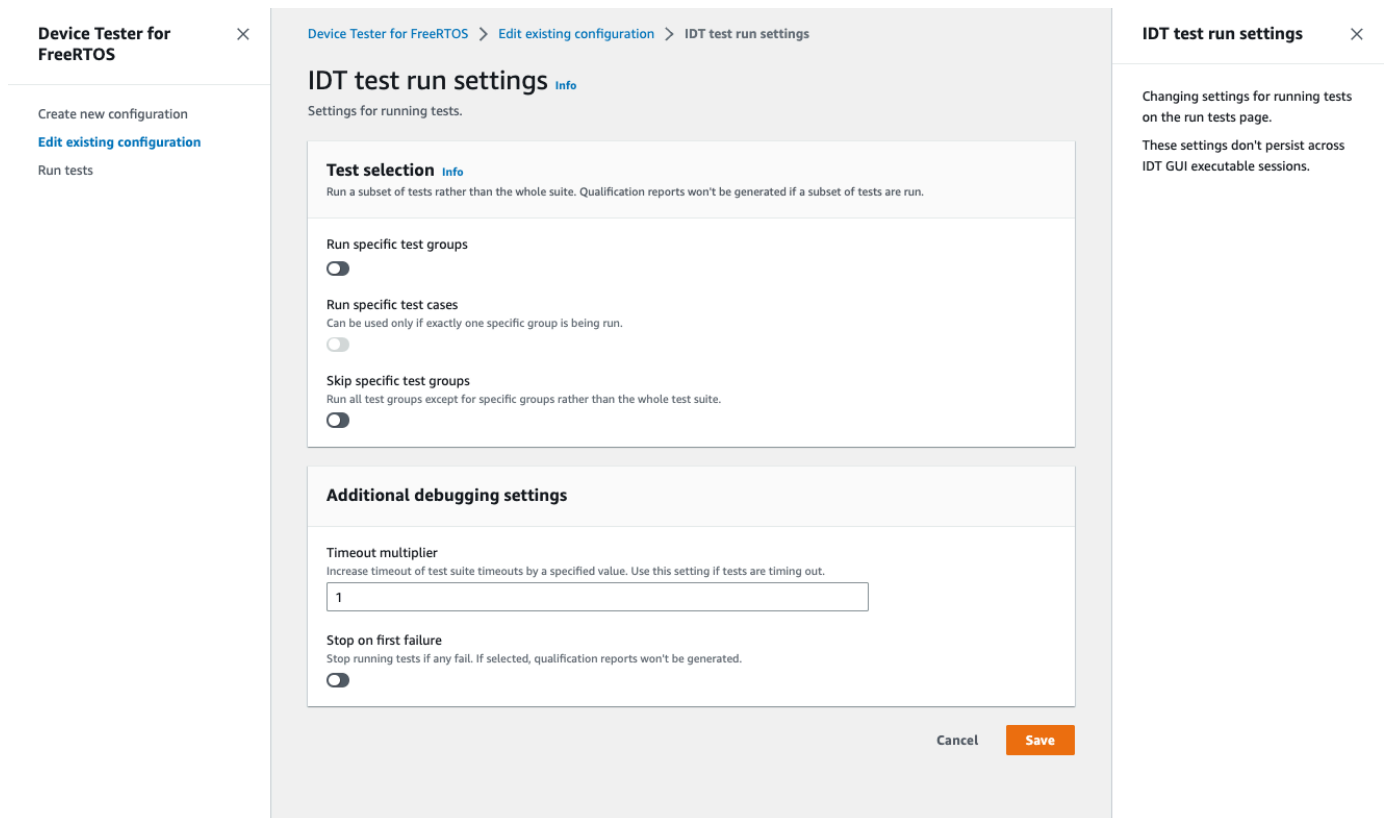 Device Tester for
FreeRTOS
Create new configuration
Edit existing configuration
Run tests
Device Tester for FreeRTOS > Edit existing configuration > IDT test run settings
IDT test run settings Info
Settings for running tests.
Test selection Info
Run a subset of tests rather than the whole suite. Qualification reports won't be generated if a subset of tests are run.
Run specific test groups
Run specific test cases
Can be used only if exactly one specific group is being run.
Skip specific test groups
Run all test groups except for specific groups rather than the whole test suite.
Additional debugging settings
Timeout multiplier
Increase timeout of test suite timeouts by a specified value. Use this setting if tests are timing out.
1
Stop on first failure
Stop running tests if any fail. If selected, qualification reports won't be generated.
Cancel
Save
IDT test run settings
Changing settings for running tests
on the run tests page.
These settings don't persist across
IDT GUI executable sessions.